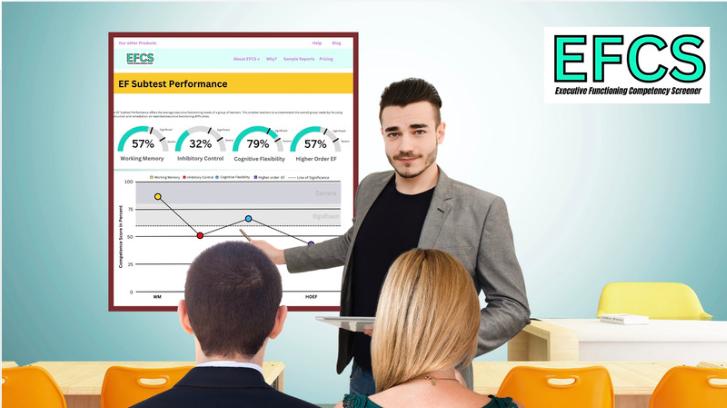 Our other Products
Help
Blog
EFCS
About EFCS
Why?
Sample Reports
Pricing
EF Subtest Performance
57%
32%
79%
57%
Working Memory
Inhibitory Control
Cognitive Flexibility
Higher Order EF
Working Memory
Inhibitory Control
Cognitive Flexibility
Higher order EF
Line of Significance
Competence Score in Percent
100
75
50
25
0
Significant
WM
HOEF
EFCS
Executive Functioning Competency Screener